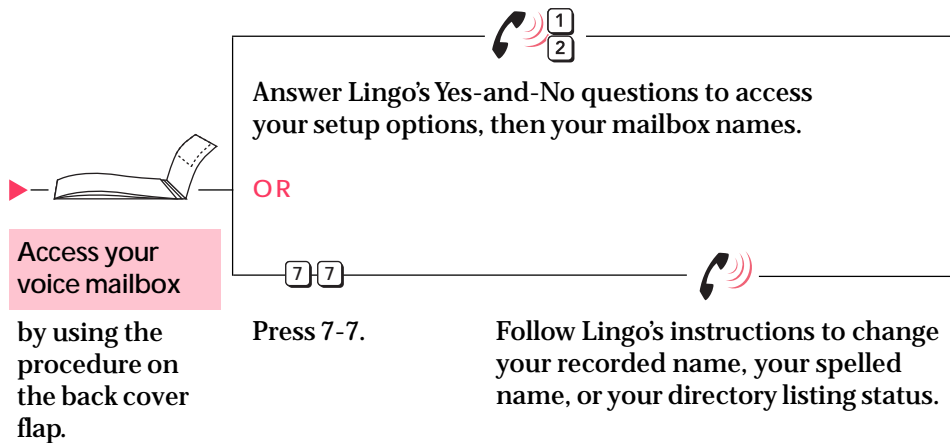 1
2
Answer Lingo's Yes-and-No questions to access
your setup options, then your mailbox names.
OR
Access your
voice mailbox
by using the
procedure on
the back cover
flap.
7 7
Press 7-7.
Follow Lingo's instructions to change
your recorded name, your spelled
name, or your directory listing status.